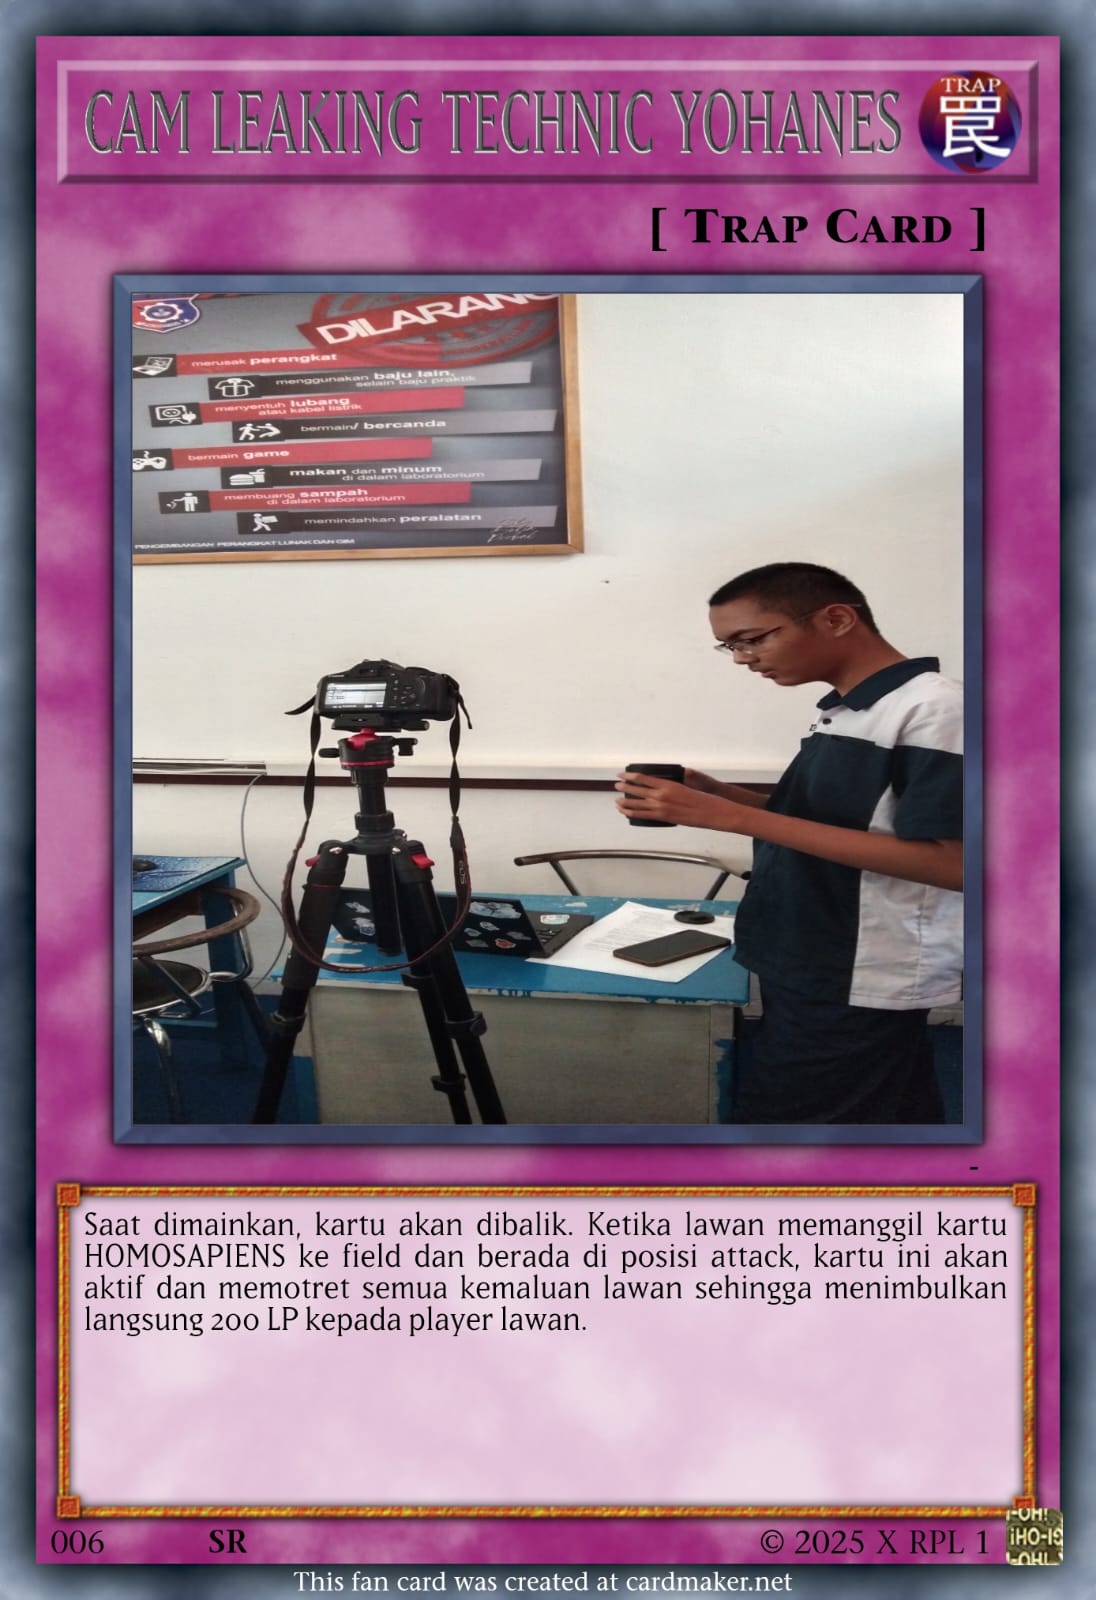 CAM LEAKING TECHNIC YOHANES
TRAP
罠
[ TRAP CARD ]
DILARANG
merusak perangkat
menggunakan baju lain,
selain baju praktik
menyentuh lubang
atau kabel listrik
bermain/ bercanda
bermain game
makan dan minum
di dalam laboratorium
membuang sampah
di dalam laboratorium
memindahkan peralatan
PENGEMBANGAN PERANGKAT LUNAK DAN GIM
EOS
-
Saat dimainkan, kartu akan dibalik. Ketika lawan memanggil kartu
HOMOSAPIENS ke field dan berada di posisi attack, kartu ini akan
aktif dan memotret semua kemaluan lawan sehingga menimbulkan
langsung 200 LP kepada player lawan.
006
SR
© 2025 X RPL 1
This fan card was created at cardmaker.net